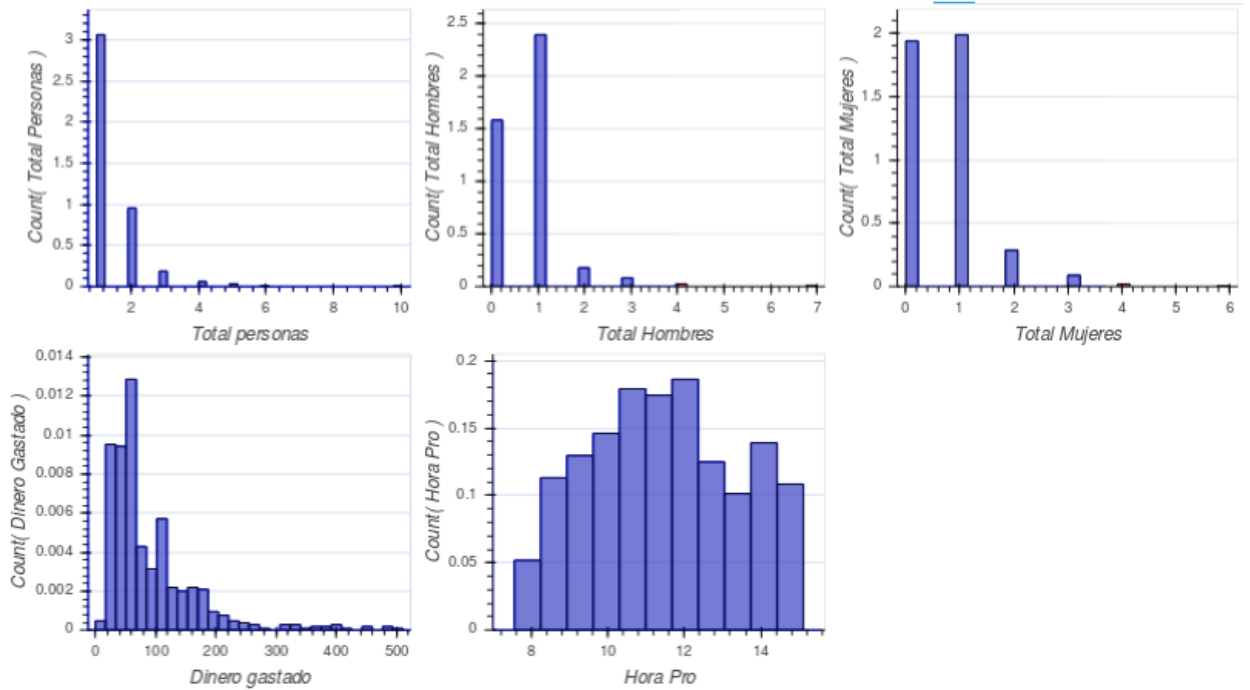 Count( Total Personas )
3
2.5
2
1.5
1
0.5
0
2 4 6 8 10
Total personas
Count( Total Hombres )
2.5
2
1.5
1
0.5
0
0 1 2 3 4 5 6 7
Total Hombres
Count( Total Mujeres )
2
1.5
1
0.5
0
0 1 2 3 4 5 6
Total Mujeres
Count( Dinero Gastado )
0.014
0.012
0.01
0.008
0.006
0.004
0.002
0
0 100 200 300 400 500
Dinero gastado
Count( Hora Pro )
0.2
0.15
0.1
0.05
0
8 10 12 14
Hora Pro